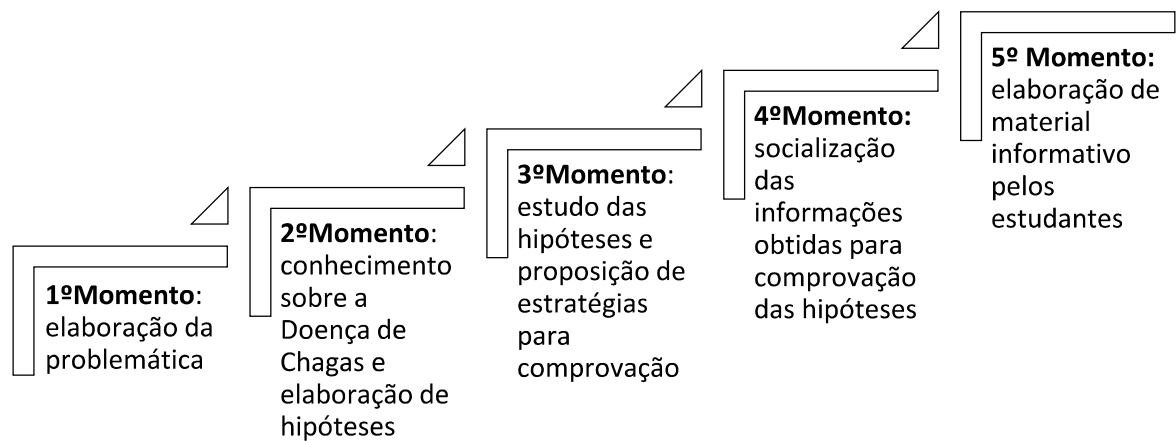 1ºMomento:
elaboração da
problemática
2ºMomento:
conhecimento
sobre a
Doença de
Chagas e
elaboração de
hipóteses
3ºMomento:
estudo das
hipóteses e
proposição de
estratégias
para
comprovação
4ºMomento:
socialização
das
informações
obtidas para
comprovação
das hipóteses
5º Momento:
elaboração de
material
informativo
pelos
estudantes